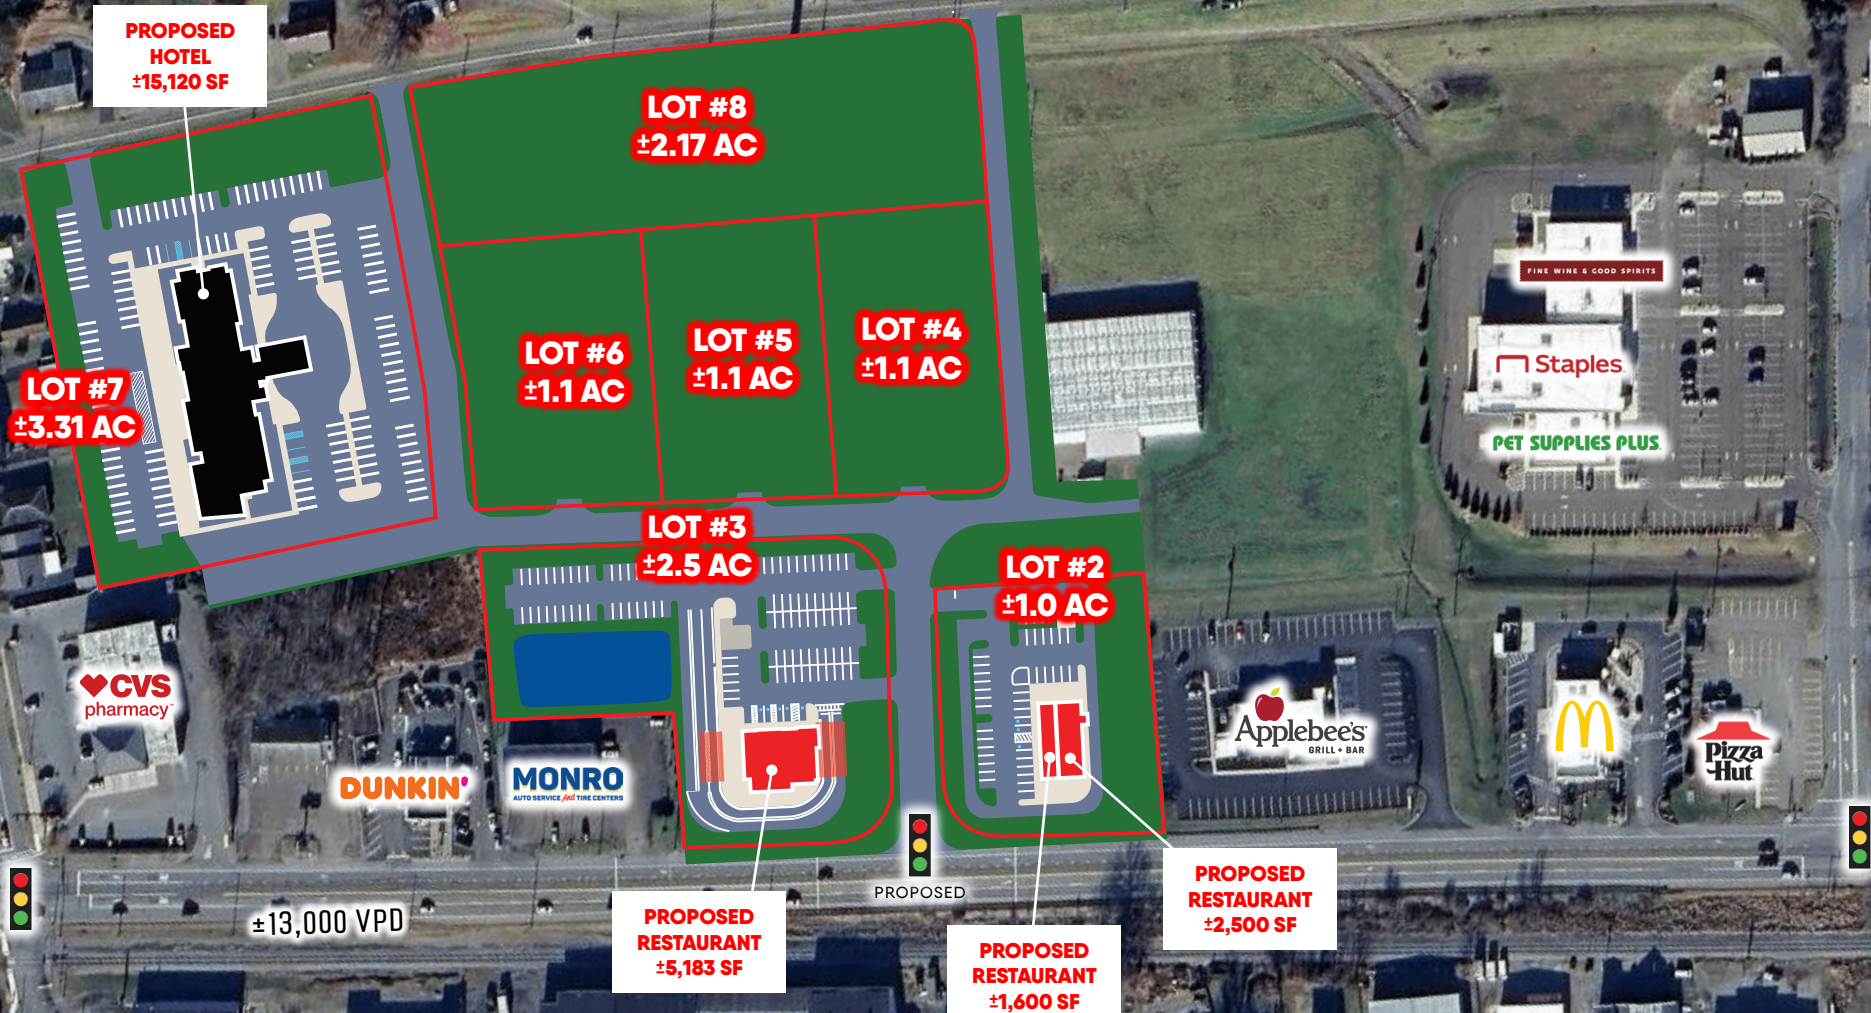 PROPOSED
HOTEL
±15,120 SF
LOT #8
±2.17 AC
LOT #6
±1.1 AC
LOT #5
±1.1 AC
LOT #4
±1.1 AC
LOT #7
±3.31 AC
FINE WINE & GOOD SPIRITS
Staples
PET SUPPLIES PLUS
LOT #3
±2.5 AC
LOT #2
±1.0 AC
CVS
pharmacy
DUNKIN'
MONRO
AUTO SERVICE and TIRE CENTERS
Applebee's
GRILL + BAR
Pizza
Hut
PROPOSED
±13,000 VPD
PROPOSED
RESTAURANT
±5,183 SF
PROPOSED
RESTAURANT
±1,600 SF
PROPOSED
RESTAURANT
±2,500 SF